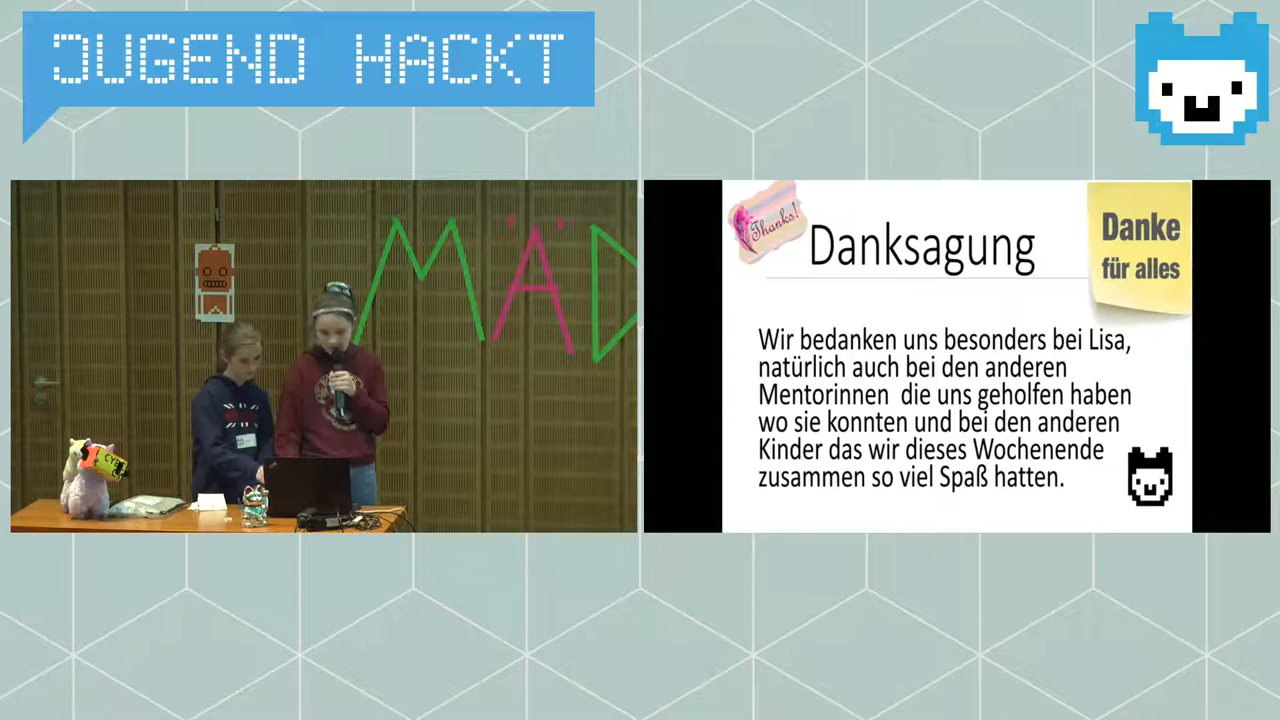 JUGEND HACKT
MÄD
Thanks!
Danksagung
Danke
für alles
Wir bedanken uns besonders bei Lisa,
natürlich auch bei den anderen
Mentorinnen die uns geholfen haben
wo sie konnten und bei den anderen
Kinder das wir dieses Wochenende
zusammen so viel Spaß hatten.